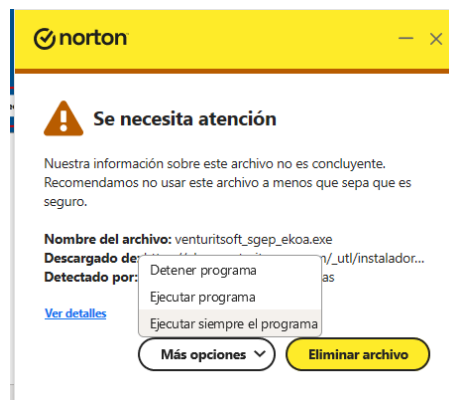 norton
Se necesita atención
Nuestra información sobre este archivo no es concluyente.
Recomendamos no usar este archivo a menos que sepa que es
seguro.
Nombre del archivo: venturitsoft_sgep_ekoa.exe
Descargado de /_utl/instalador...
Detectado por:
Detener programa
Ejecutar programa
Ejecutar siempre el programa
Ver detalles
Más opciones
Eliminar archivo